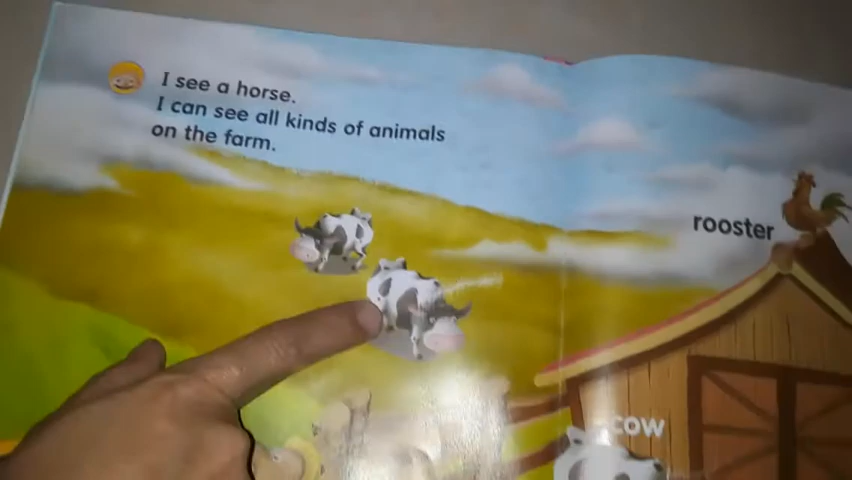 I see a horse.
I can see all kinds of animals
on the farm.
rooster
cow